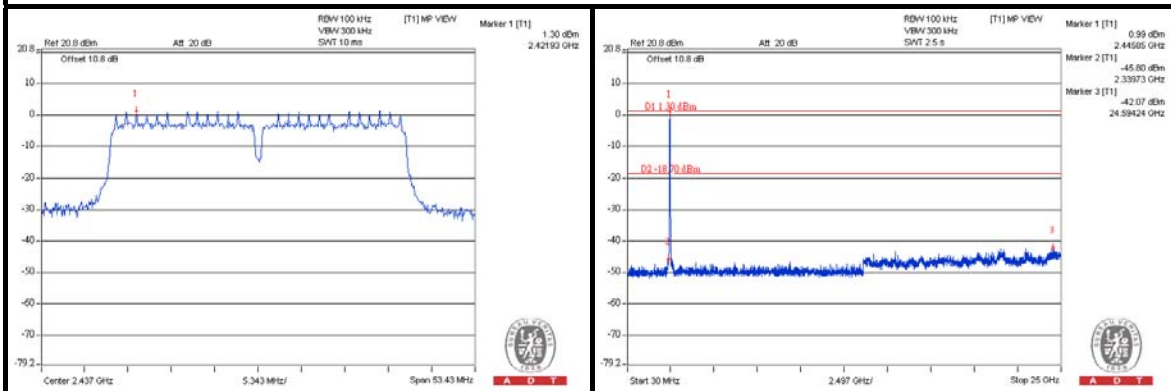 RBW 100 kHz [T1] MP VIEW
VBW 300 kHz
SWT 10 ms
Ref 20.8 dBm Att 20 dB
Marker 1 [T1]
1.30 dBm
2.42193 GHz
20.8
Offset 10.8 dB
10
0
-10
-20
-30
-40
-50
-60
-70
-79.2
1
Center 2.437 GHz 5.343 MHz/ Span 53.43 MHz
BUREAU VERITAS
1828
A D T
RBW 100 kHz [T1] MP VIEW
VBW 300 kHz
SWT 2.5 s
Ref 20.8 dBm Att 20 dB
Marker 1 [T1]
0.99 dBm
2.44585 GHz
Marker 2 [T1]
-45.80 dBm
2.33973 GHz
Marker 3 [T1]
-42.07 dBm
24.59424 GHz
20.8
Offset 10.8 dB
10
0
-10
-20
-30
-40
-50
-60
-70
-79.2
1
D1 1.30 dBm
D2 -18.70 dBm
2
3
Start 30 MHz 2.497 GHz/ Stop 25 GHz
BUREAU VERITAS
1828
A D T